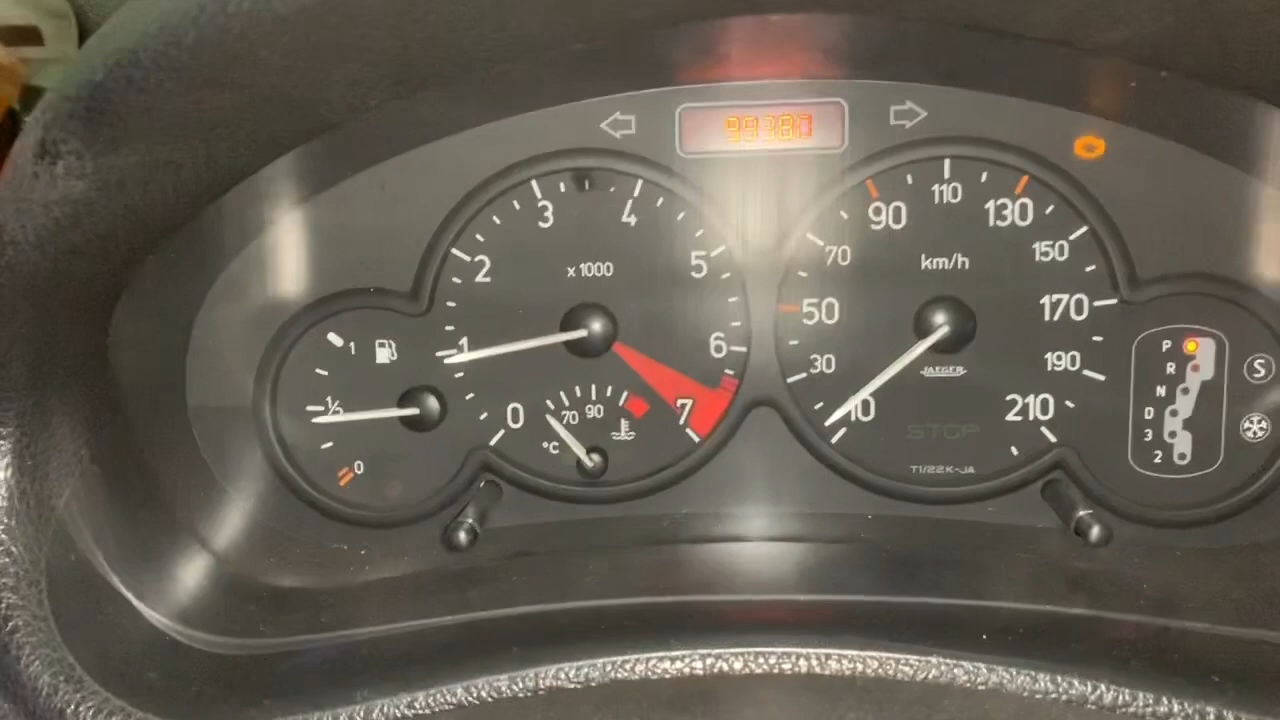 99780
3 4
2 5
x 1000
1 6
0 7
1
½
0
70 90
°C
90 110 130
70 150
km/h
50 170
30 190
JAEGER
10 210
STOP
T1/22K-JA
P
R
N
D
3
2
S